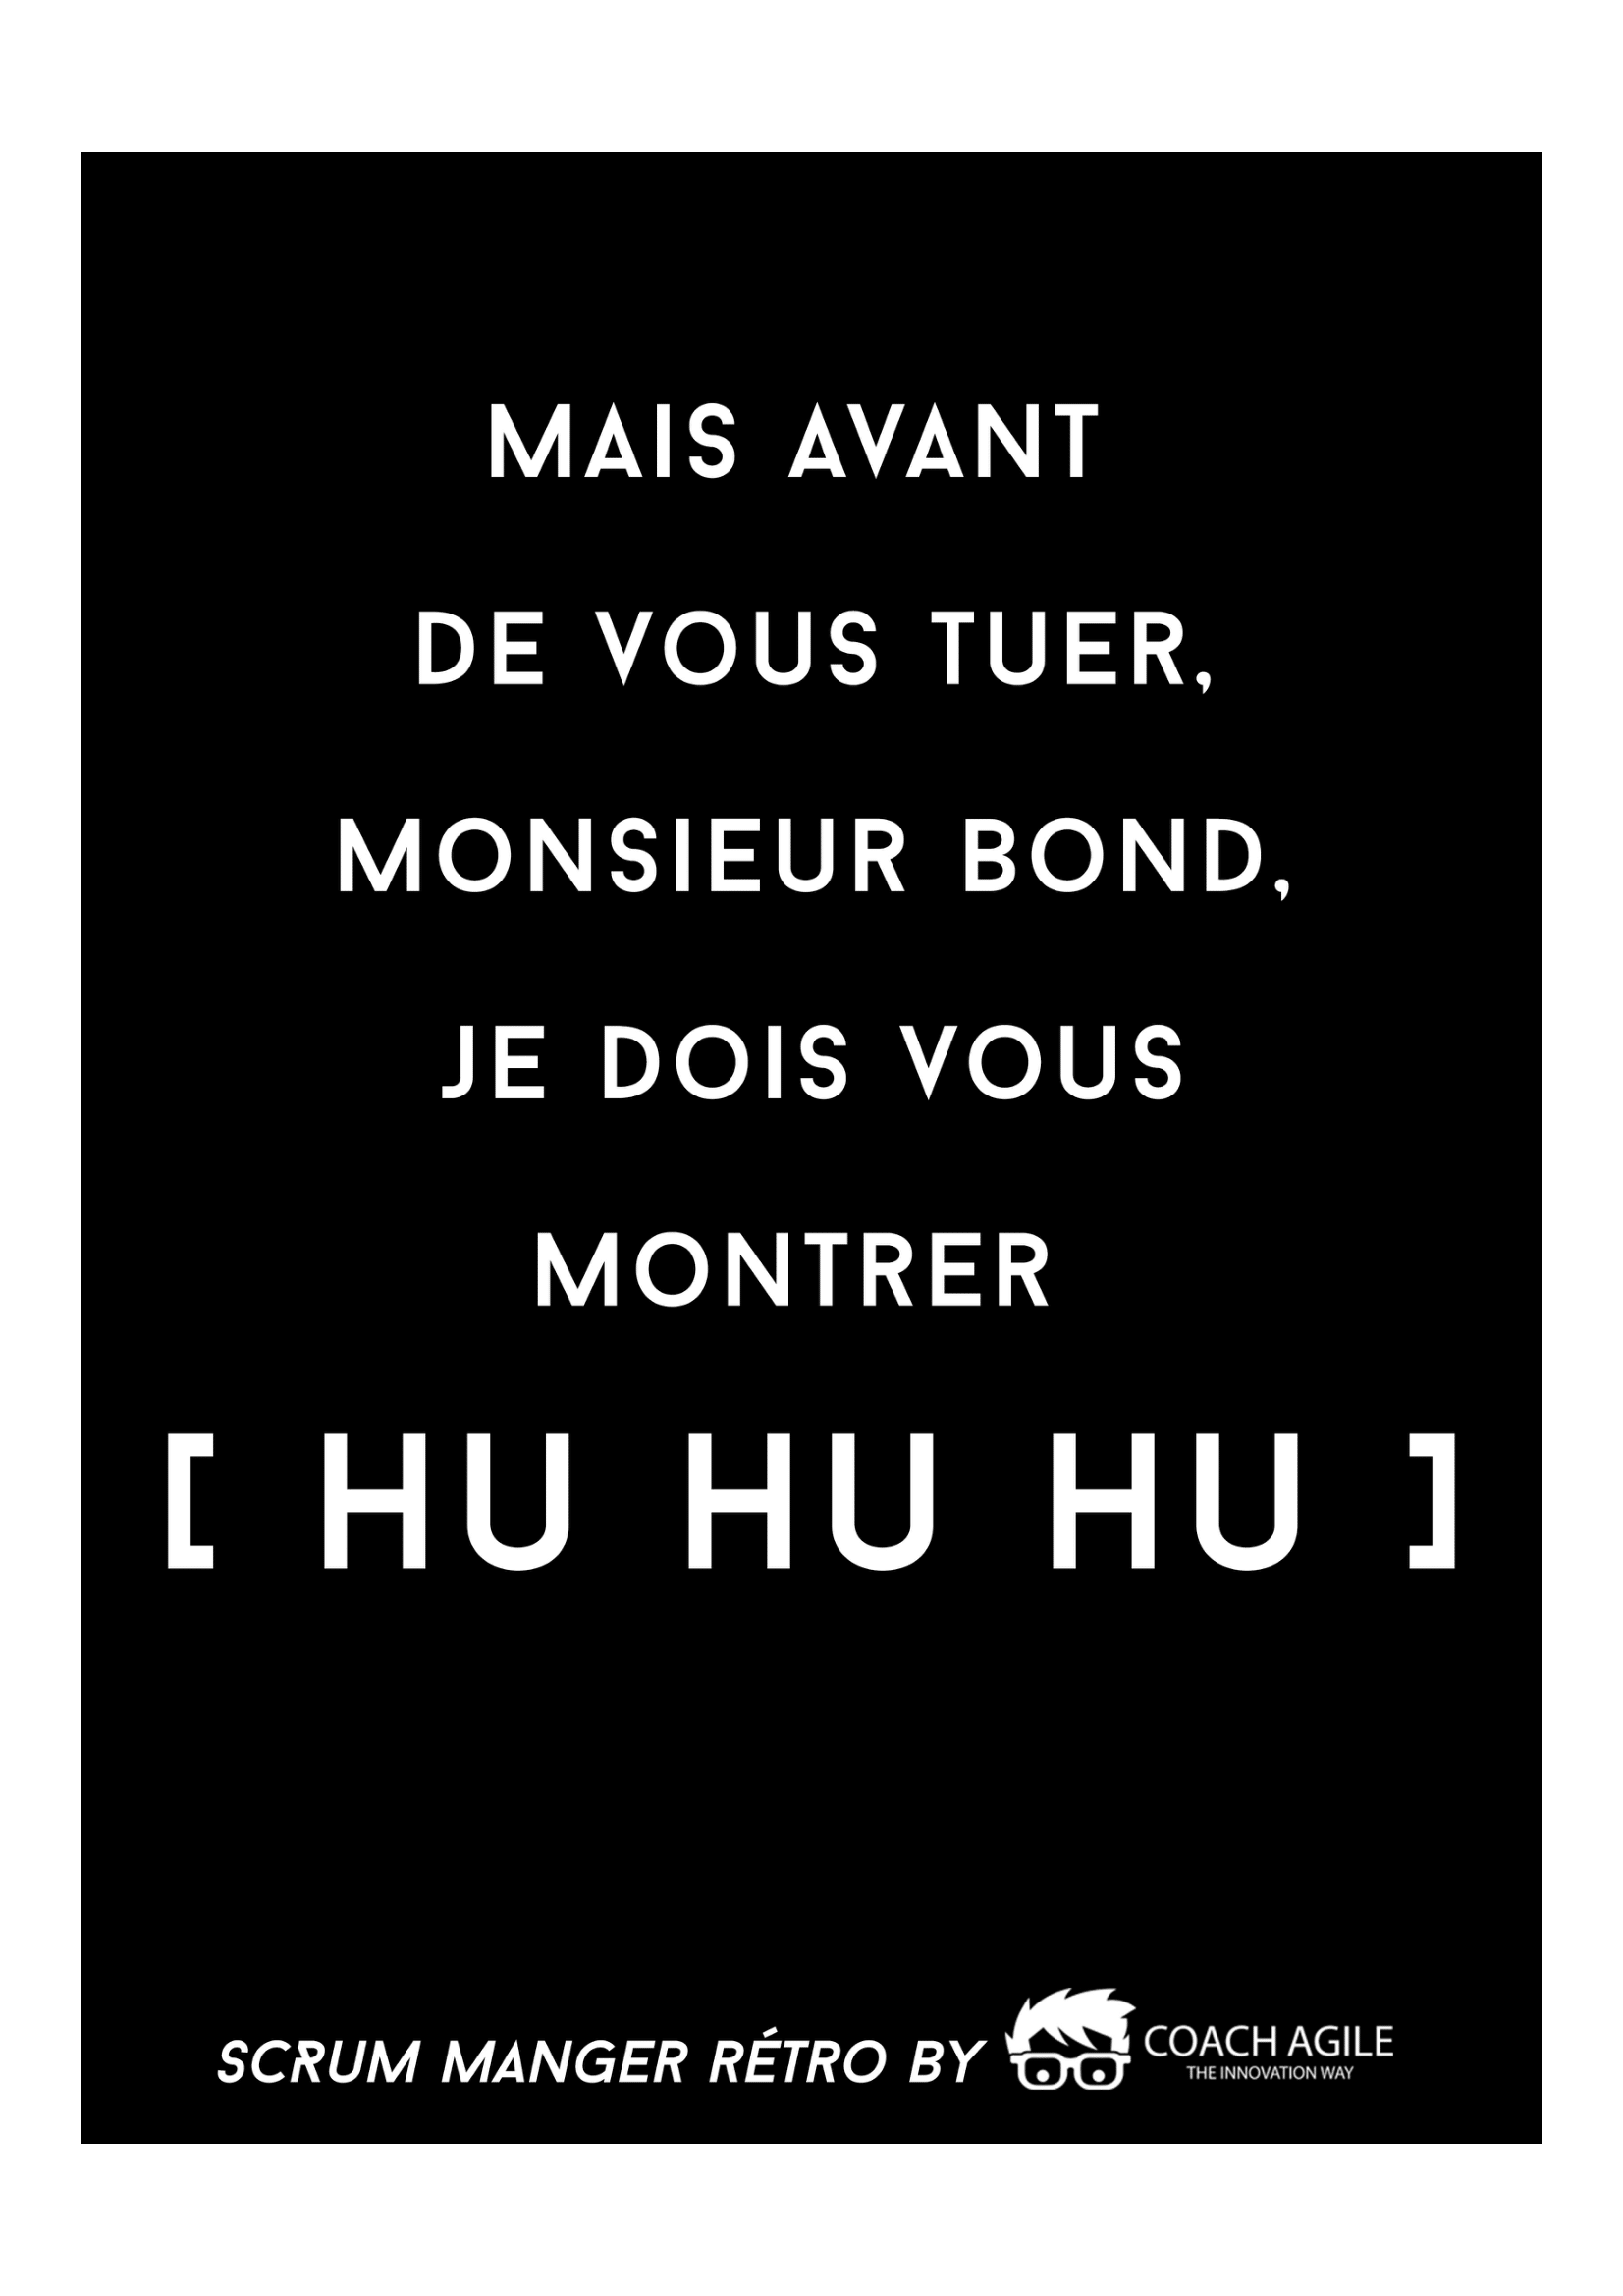 MAIS AVANT
DE VOUS TUER,
MONSIEUR BOND,
JE DOIS VOUS
MONTRER
[ HU HU HU ]
SCRUM MANGER RÉTRO BY
COACH AGILE
THE INNOVATION WAY